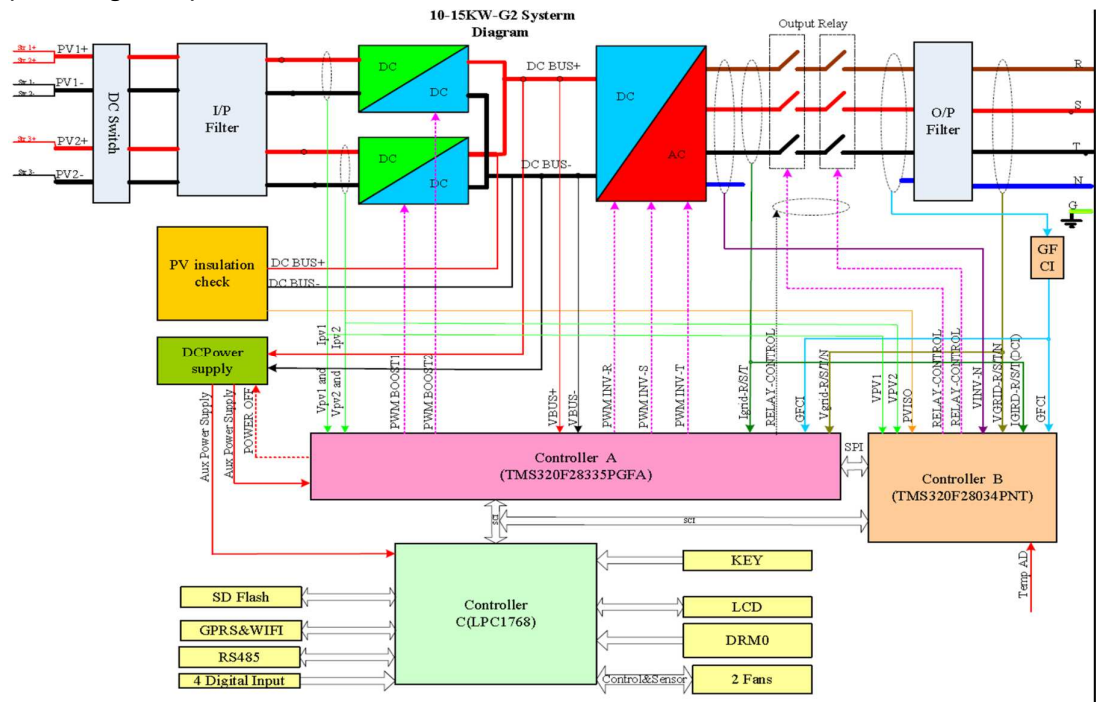 10-15KW-G2 Systerm
Diagram
Output Relay
PV1+
PV1-
PV2+
PV2-
DC Switch
I/P
Filter
DC
DC
DC
DC
DC BUS+
DC BUS-
DC
AC
O/P
Filter
R
S
T
N
G
GF
CI
PV insulation
check
DC BUS+
DC BUS-
DCPower
supply
Aux Power Supply
Aux Power Supply
POWER OFF
Vpv1 and Ipv1
Vpv2 and Ipv2
PWM BOOST1
PWM BOOST2
VBUS+
VBUS-
PWM INV-R
PWM INV-S
PWM INV-T
Igrid-R/S/T
RELAY-CONTROL
GFCI
Vgrid-R/S/T/N
VPV1
VPV2
PVISO
RELAY-CONTROL
RELAY-CONTROL
VINV-N
VGRID-R/S/T/N
IGIRD-R/S/T(DCI)
GFCI
Controller A
(TMS320F28335PGFA)
SPI
Controller B
(TMS320F28034PNT)
SCI
SCI
Temp AD
Controller
C(LPC1768)
SD Flash
GPRS&WIFI
RS485
4 Digital Input
KEY
LCD
DRM0
Control&Sensor
2 Fans